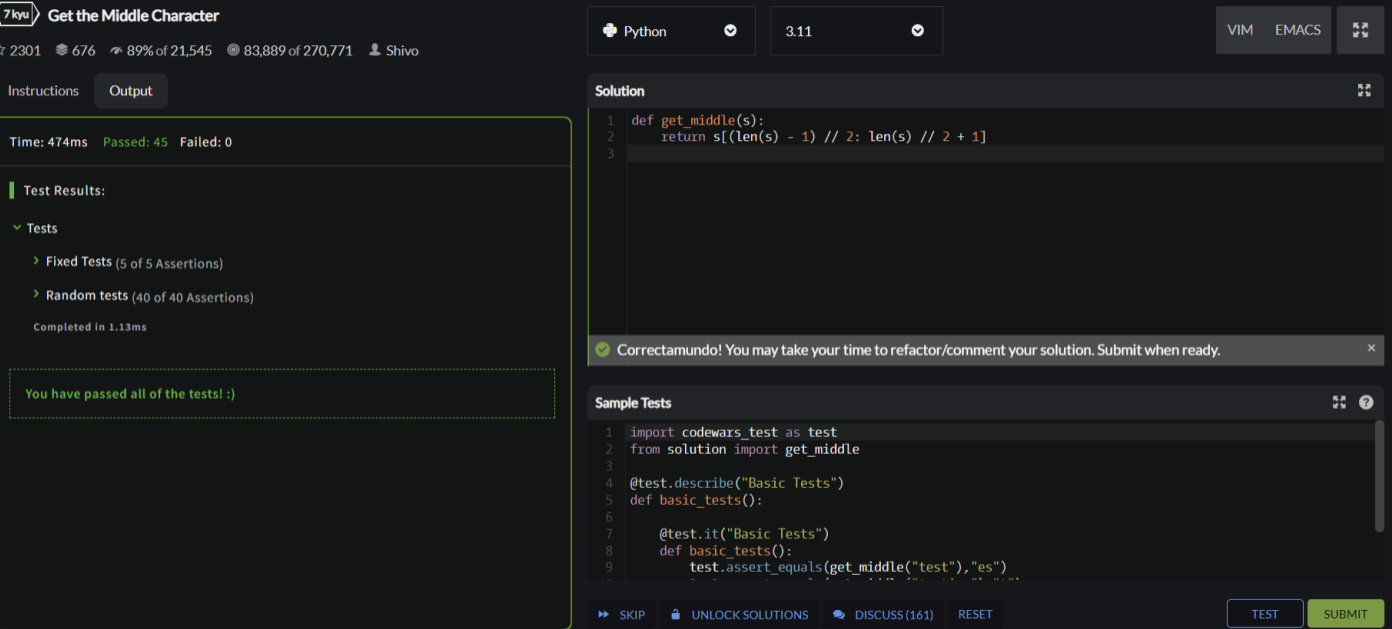 7 kyu Get the Middle Character
2301 676 89% of 21,545 83,889 of 270,771 Shivo
Instructions Output
Time: 474ms Passed: 45 Failed: 0
Test Results:
Tests
Fixed Tests (5 of 5 Assertions)
Random tests (40 of 40 Assertions)
Completed in 1.13ms
You have passed all of the tests! :)
Python 3.11 VIM EMACS
Solution
1 def get_middle(s):
2     return s[(len(s) - 1) // 2: len(s) // 2 + 1]
3
Correctamundo! You may take your time to refactor/comment your solution. Submit when ready. ×
Sample Tests ?
1 import codewars_test as test
2 from solution import get_middle
3
4 @test.describe("Basic Tests")
5 def basic_tests():
6
7     @test.it("Basic Tests")
8     def basic_tests():
9         test.assert_equals(get_middle("test"),"es")
SKIP UNLOCK SOLUTIONS DISCUSS (161) RESET TEST SUBMIT